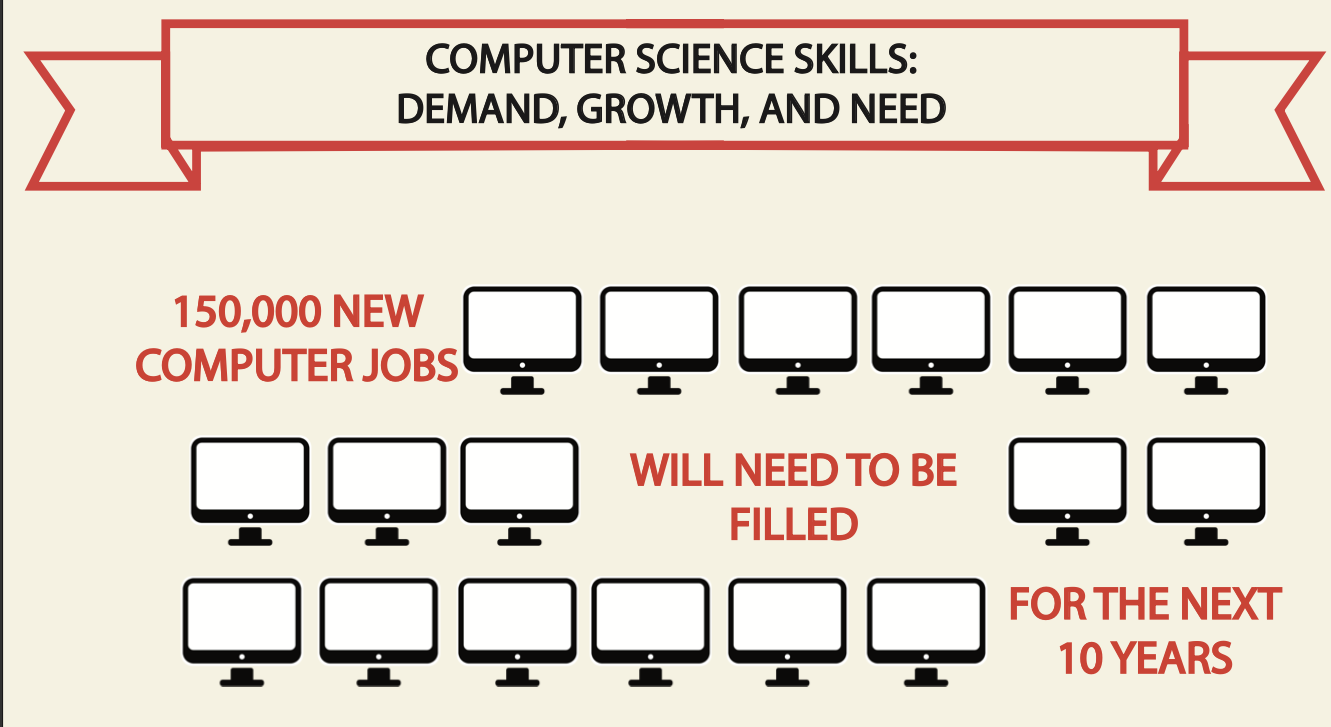 COMPUTER SCIENCE SKILLS:
DEMAND, GROWTH, AND NEED
150,000 NEW
COMPUTER JOBS
WILL NEED TO BE
FILLED
FOR THE NEXT
10 YEARS